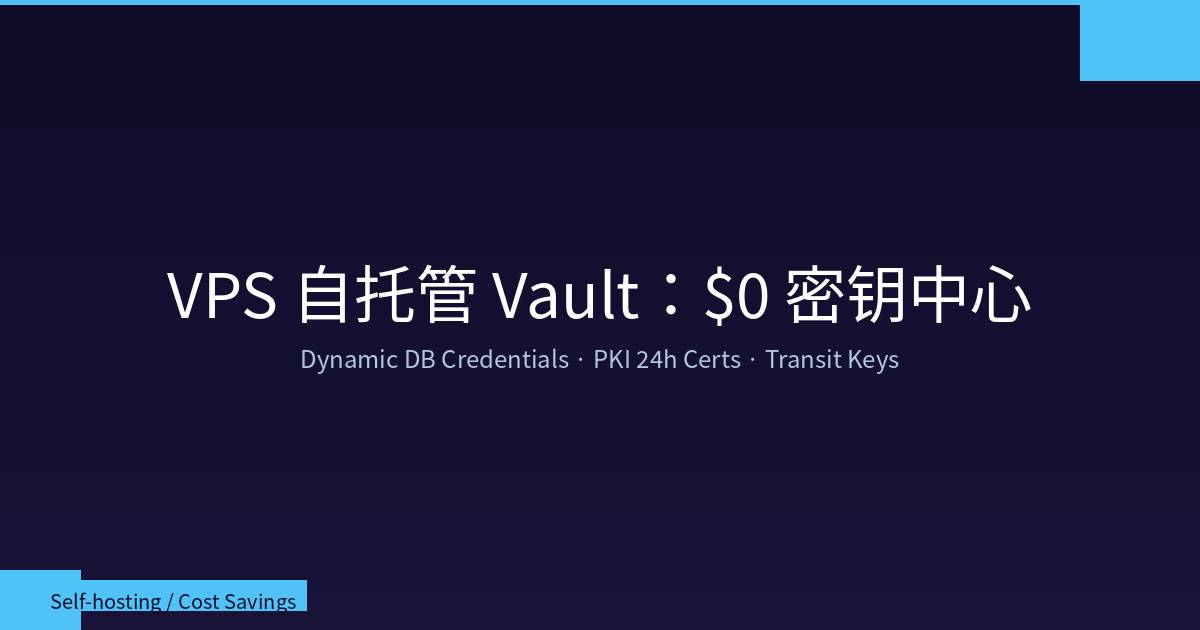 VPS 自托管 Vault：$0 密钥中心
Dynamic DB Credentials · PKI 24h Certs · Transit Keys
Self-hosting / Cost Savings